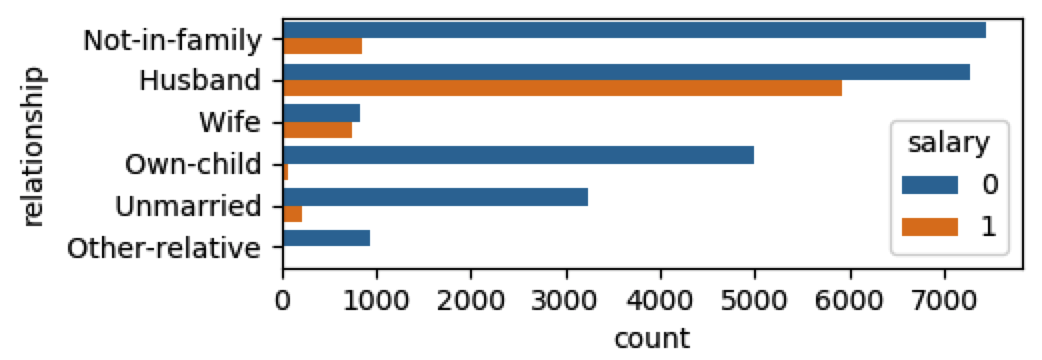 relationship
Not-in-family
Husband
Wife
Own-child
Unmarried
Other-relative
salary
0
1
0 1000 2000 3000 4000 5000 6000 7000
count